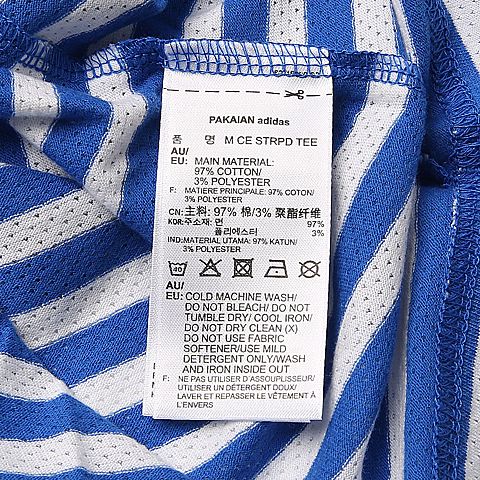 PAKAIAN adidas
품 명 M CE STRPD TEE
AU/
EU: MAIN MATERIAL:
97% COTTON/
3% POLYESTER
F: MATIERE PRINCIPALE: 97% COTON/
3% POLYESTER
CN: 主料: 97% 棉/3% 聚酯纤维
KOR: 주소재: 면 97%
폴리에스터 3%
IND: MATERIAL UTAMA: 97% KATUN/
3% POLYESTER
40
AU/
EU: COLD MACHINE WASH/
DO NOT BLEACH/ DO NOT
TUMBLE DRY/ COOL IRON/
DO NOT DRY CLEAN (X)
DO NOT USE FABRIC
SOFTENER/USE MILD
DETERGENT ONLY/WASH
AND IRON INSIDE OUT
F: NE PAS UTILISER D'ASSOUPLISSEUR/
UTILISER UN DETERGENT DOUX/
LAVER ET REPASSER LE VÊTEMENT À
L'ENVERS